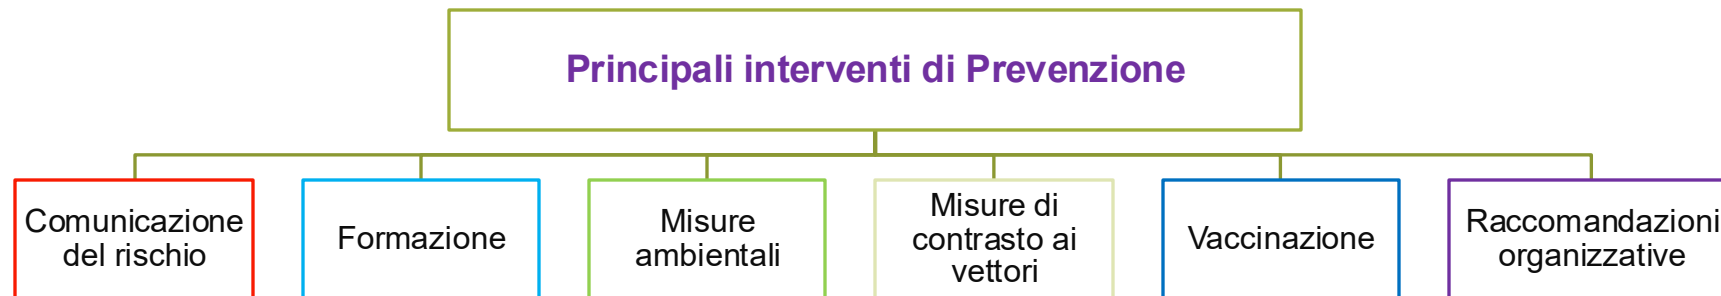 Principali interventi di Prevenzione
Comunicazione
del rischio
Formazione
Misure
ambientali
Misure di
contrasto ai
vettori
Vaccinazione
Raccomandazioni
organizzative